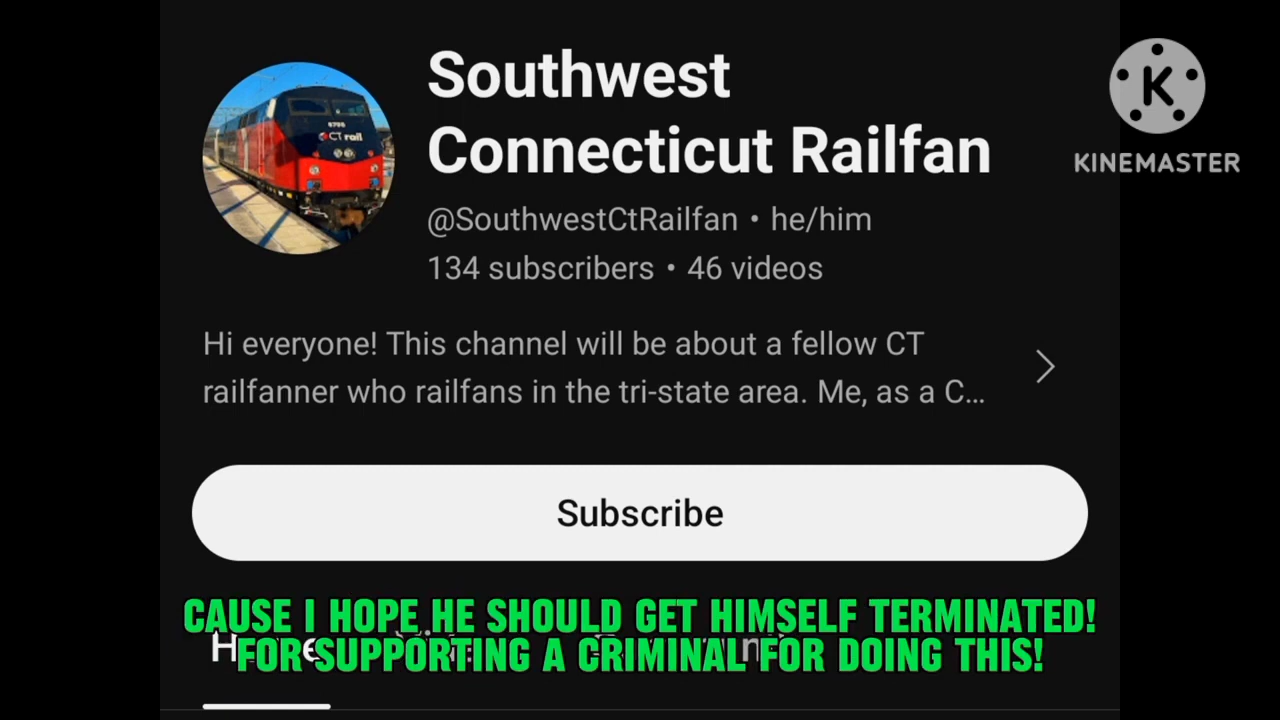 Southwest
Connecticut Railfan
@SouthwestCtRailfan • he/him
134 subscribers • 46 videos
Hi everyone! This channel will be about a fellow CT
railfanner who railfans in the tri-state area. Me, as a C...
Subscribe
CAUSE I HOPE HE SHOULD GET HIMSELF TERMINATED!
FOR SUPPORTING A CRIMINAL FOR DOING THIS!
KINEMASTER
CTrail